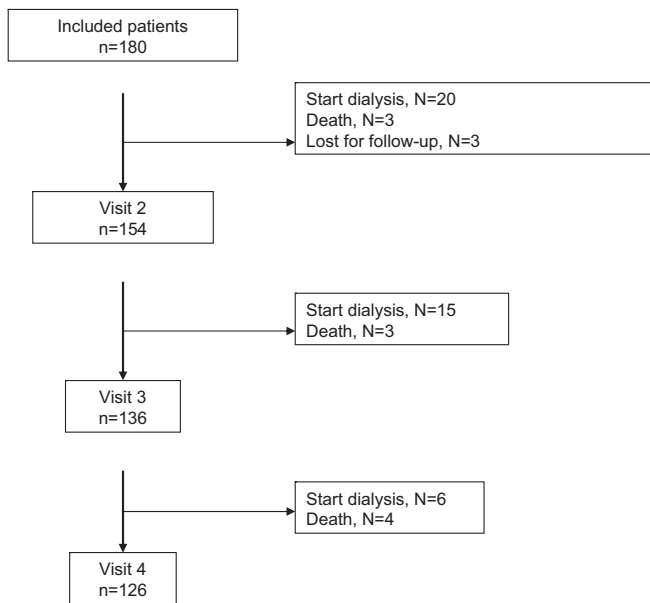 Included patients
n=180
Start dialysis, N=20
Death, N=3
Lost for follow-up, N=3
Visit 2
n=154
Start dialysis, N=15
Death, N=3
Visit 3
n=136
Start dialysis, N=6
Death, N=4
Visit 4
n=126